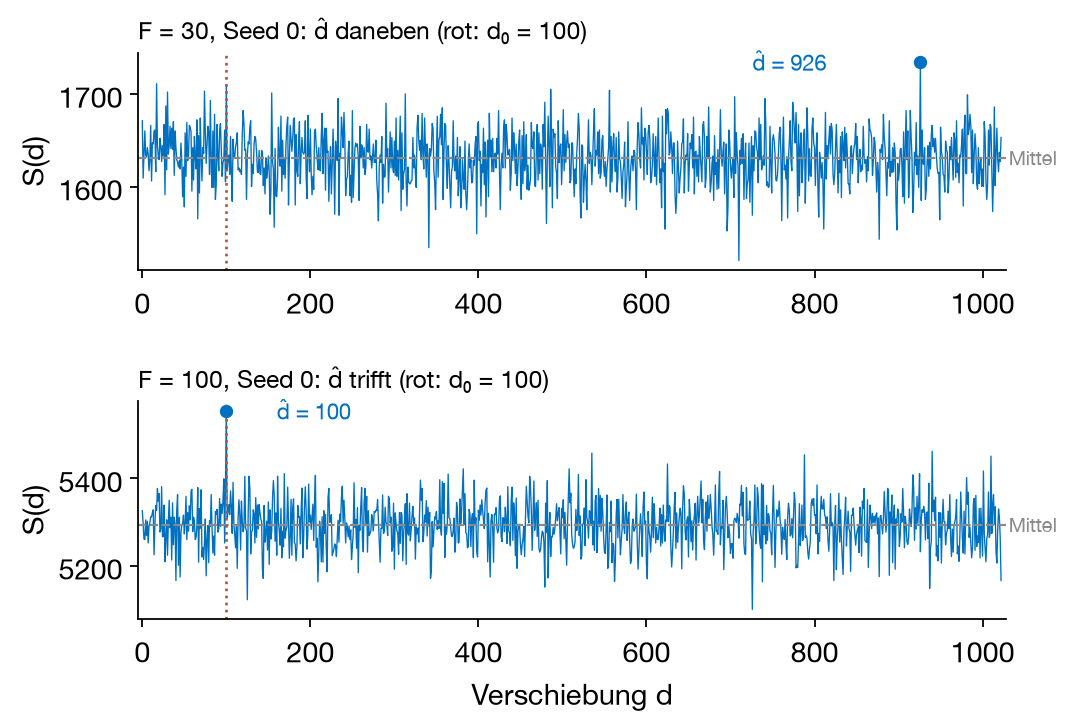 F = 30, Seed 0: d̂ daneben (rot: d₀ = 100)
d̂ = 926
1700
1600
S(d)
Mittel
0 200 400 600 800 1000
F = 100, Seed 0: d̂ trifft (rot: d₀ = 100)
d̂ = 100
5400
5200
S(d)
Mittel
0 200 400 600 800 1000
Verschiebung d